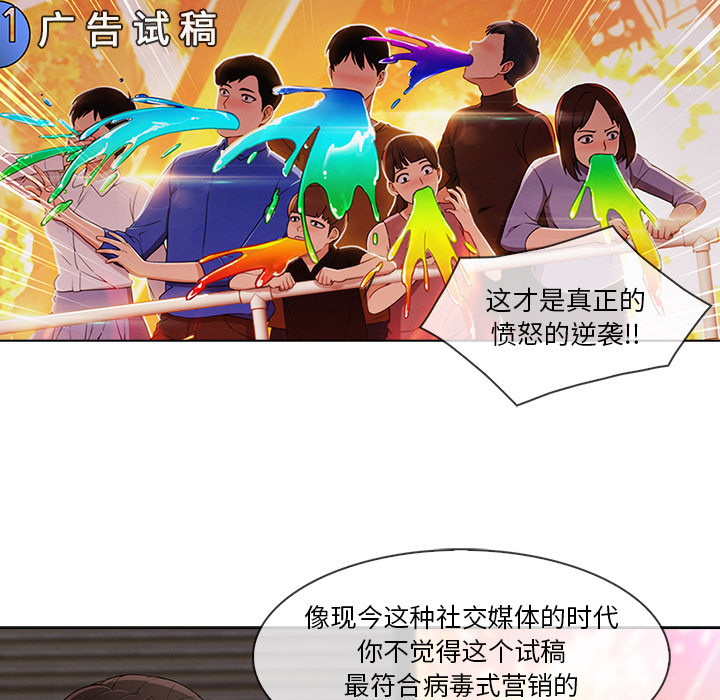 1 广告试稿
这才是真正的
愤怒的逆袭!!
像现今这种社交媒体的时代
你不觉得这个试稿
最符合病毒式营销的